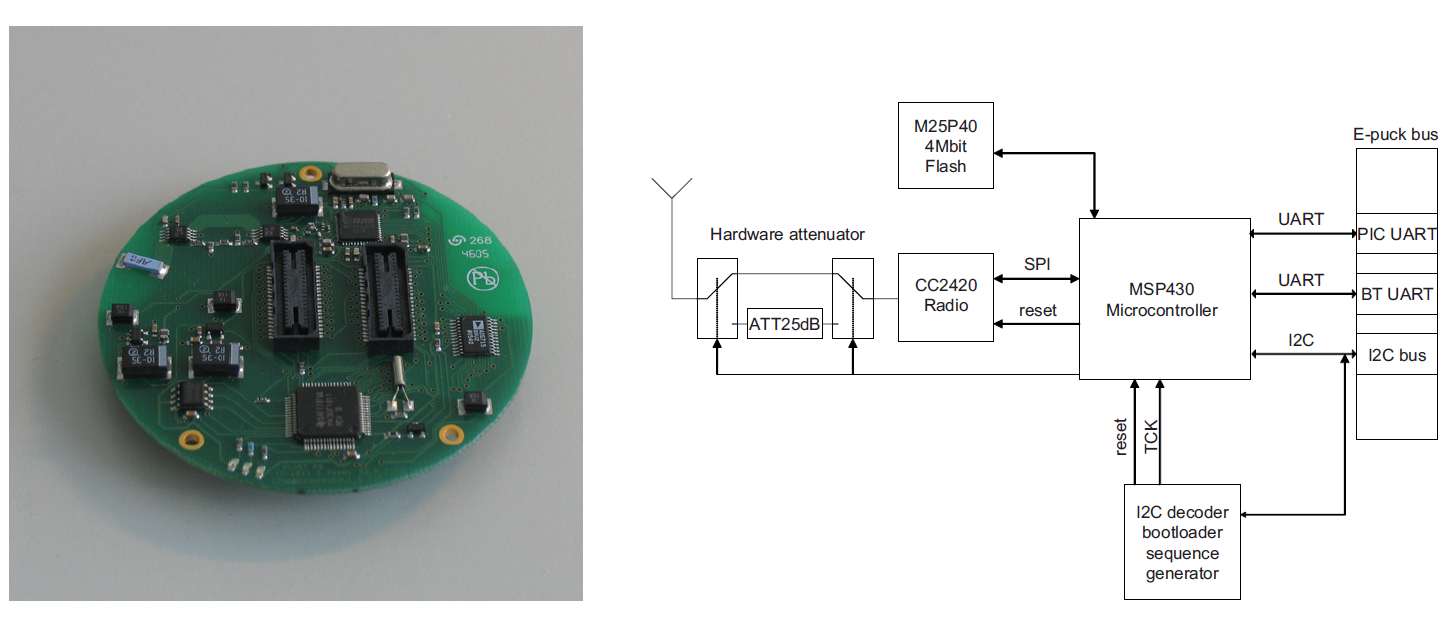 268
4605
10-35
R2
10-35
R2
10-35
R2
REV B
M25P40
4Mbit
Flash
E-puck bus
Hardware attenuator
UART
PIC UART
SPI
CC2420
Radio
MSP430
Microcontroller
UART
BT UART
ATT25dB
reset
I2C
I2C bus
reset
TCK
I2C decoder
bootloader
sequence
generator